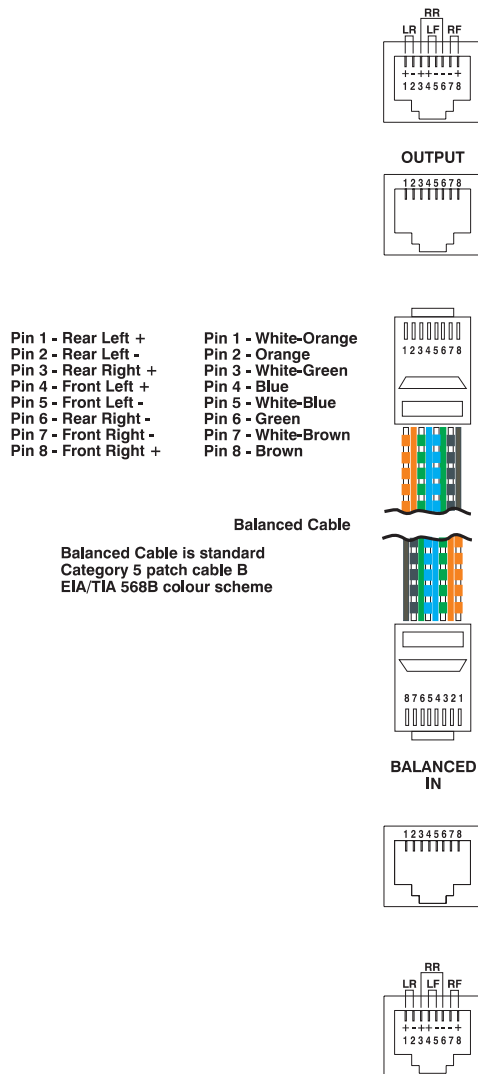 RR
LR LF RF
+-++---+
12345678
OUTPUT
12345678
12345678
Pin 1 - Rear Left +
Pin 2 - Rear Left -
Pin 3 - Rear Right +
Pin 4 - Front Left +
Pin 5 - Front Left -
Pin 6 - Rear Right -
Pin 7 - Front Right -
Pin 8 - Front Right +
Pin 1 - White-Orange
Pin 2 - Orange
Pin 3 - White-Green
Pin 4 - Blue
Pin 5 - White-Blue
Pin 6 - Green
Pin 7 - White-Brown
Pin 8 - Brown
Balanced Cable
Balanced Cable is standard
Category 5 patch cable B
EIA/TIA 568B colour scheme
87654321
BALANCED
IN
12345678
RR
LR LF RF
+-++---+
12345678